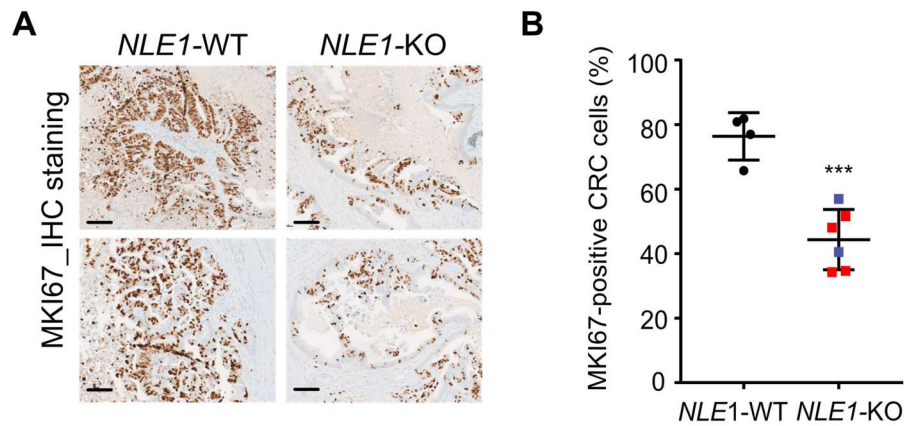 A
NLE1-WT NLE1-KO
MKI67_IHC staining
B
MKI67-positive CRC cells (%)
100
80
60
40
20
0
***
NLE1-WT NLE1-KO